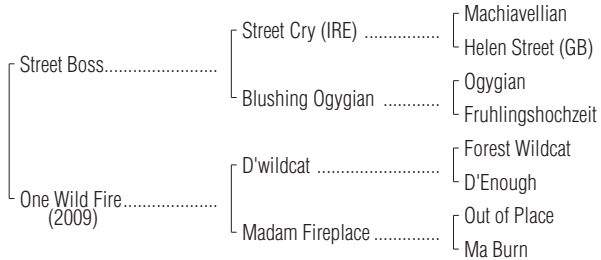 Machiavellian
Street Cry (IRE) ................
Helen Street (GB)
Street Boss........................
Ogygian
Blushing Ogygian ............
Fruhlingshochzeit
Forest Wildcat
D'wildcat ..........................
D'Enough
One Wild Fire....................
(2009)
Out of Place
Madam Fireplace ..............
Ma Burn